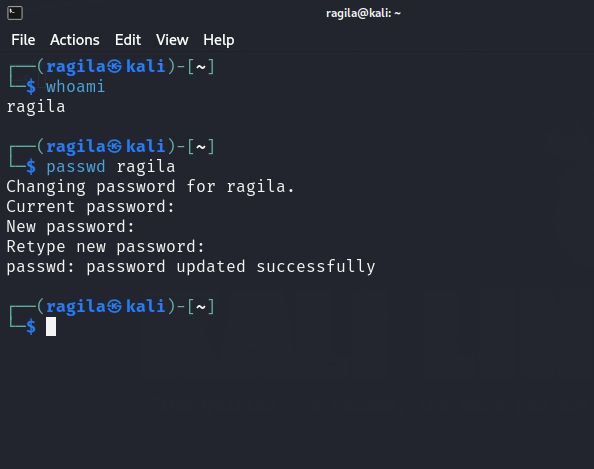 ragila@kali: ~
File Actions Edit View Help
┌──(ragila㉿kali)-[~]
└─$ whoami
ragila
┌──(ragila㉿kali)-[~]
└─$ passwd ragila
Changing password for ragila.
Current password:
New password:
Retype new password:
passwd: password updated successfully
┌──(ragila㉿kali)-[~]
└─$